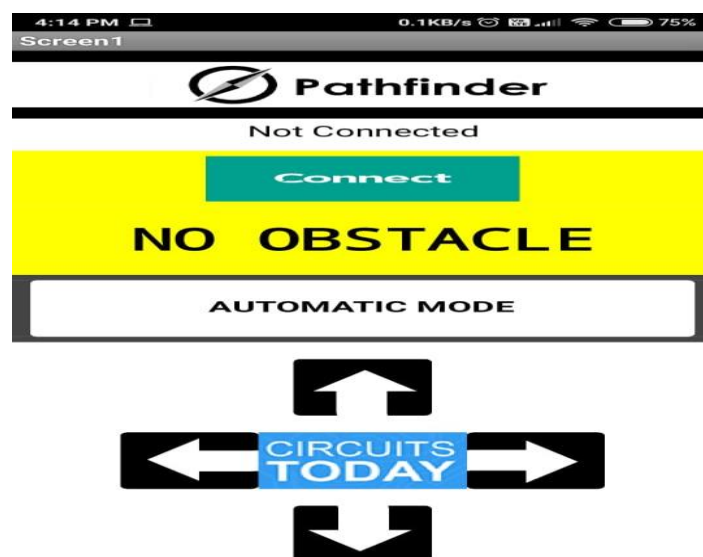 4:14 PM 0.1KB/s 75%
Screen1
Pathfinder
Not Connected
Connect
NO OBSTACLE
AUTOMATIC MODE
CIRCUITS
TODAY